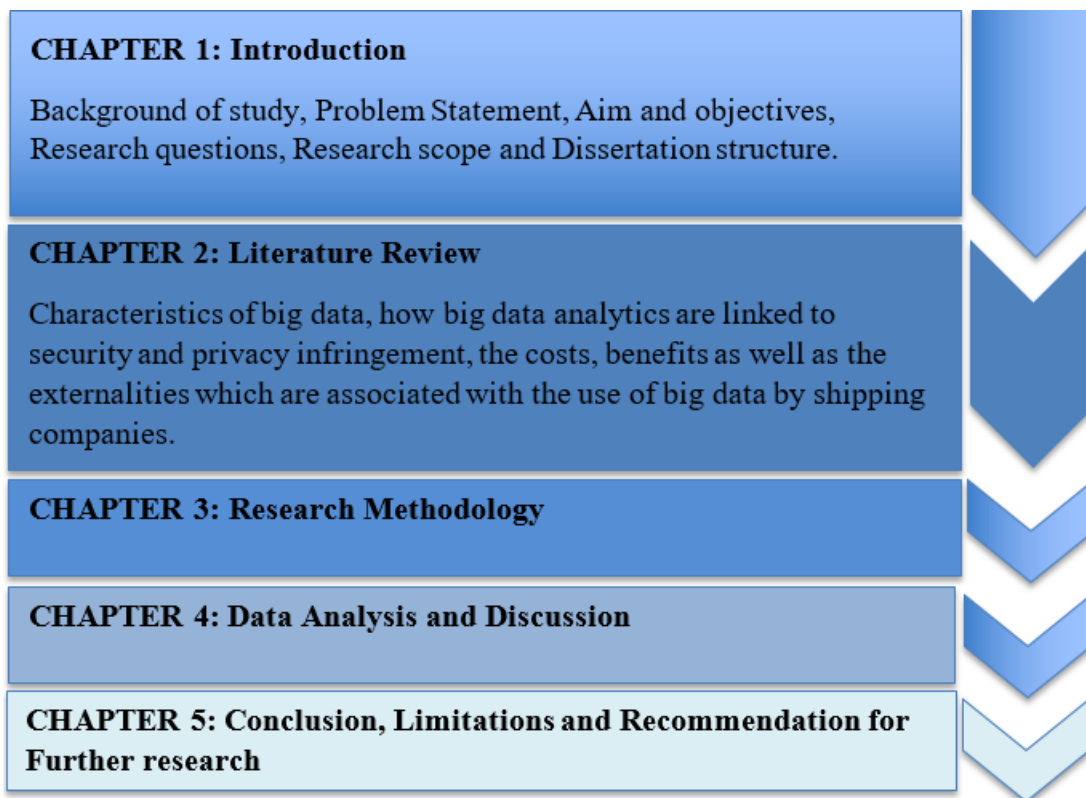 CHAPTER 1: Introduction
Background of study, Problem Statement, Aim and objectives,
Research questions, Research scope and Dissertation structure.
CHAPTER 2: Literature Review
Characteristics of big data, how big data analytics are linked to
security and privacy infringement, the costs, benefits as well as the
externalities which are associated with the use of big data by shipping
companies.
CHAPTER 3: Research Methodology
CHAPTER 4: Data Analysis and Discussion
CHAPTER 5: Conclusion, Limitations and Recommendation for
Further research